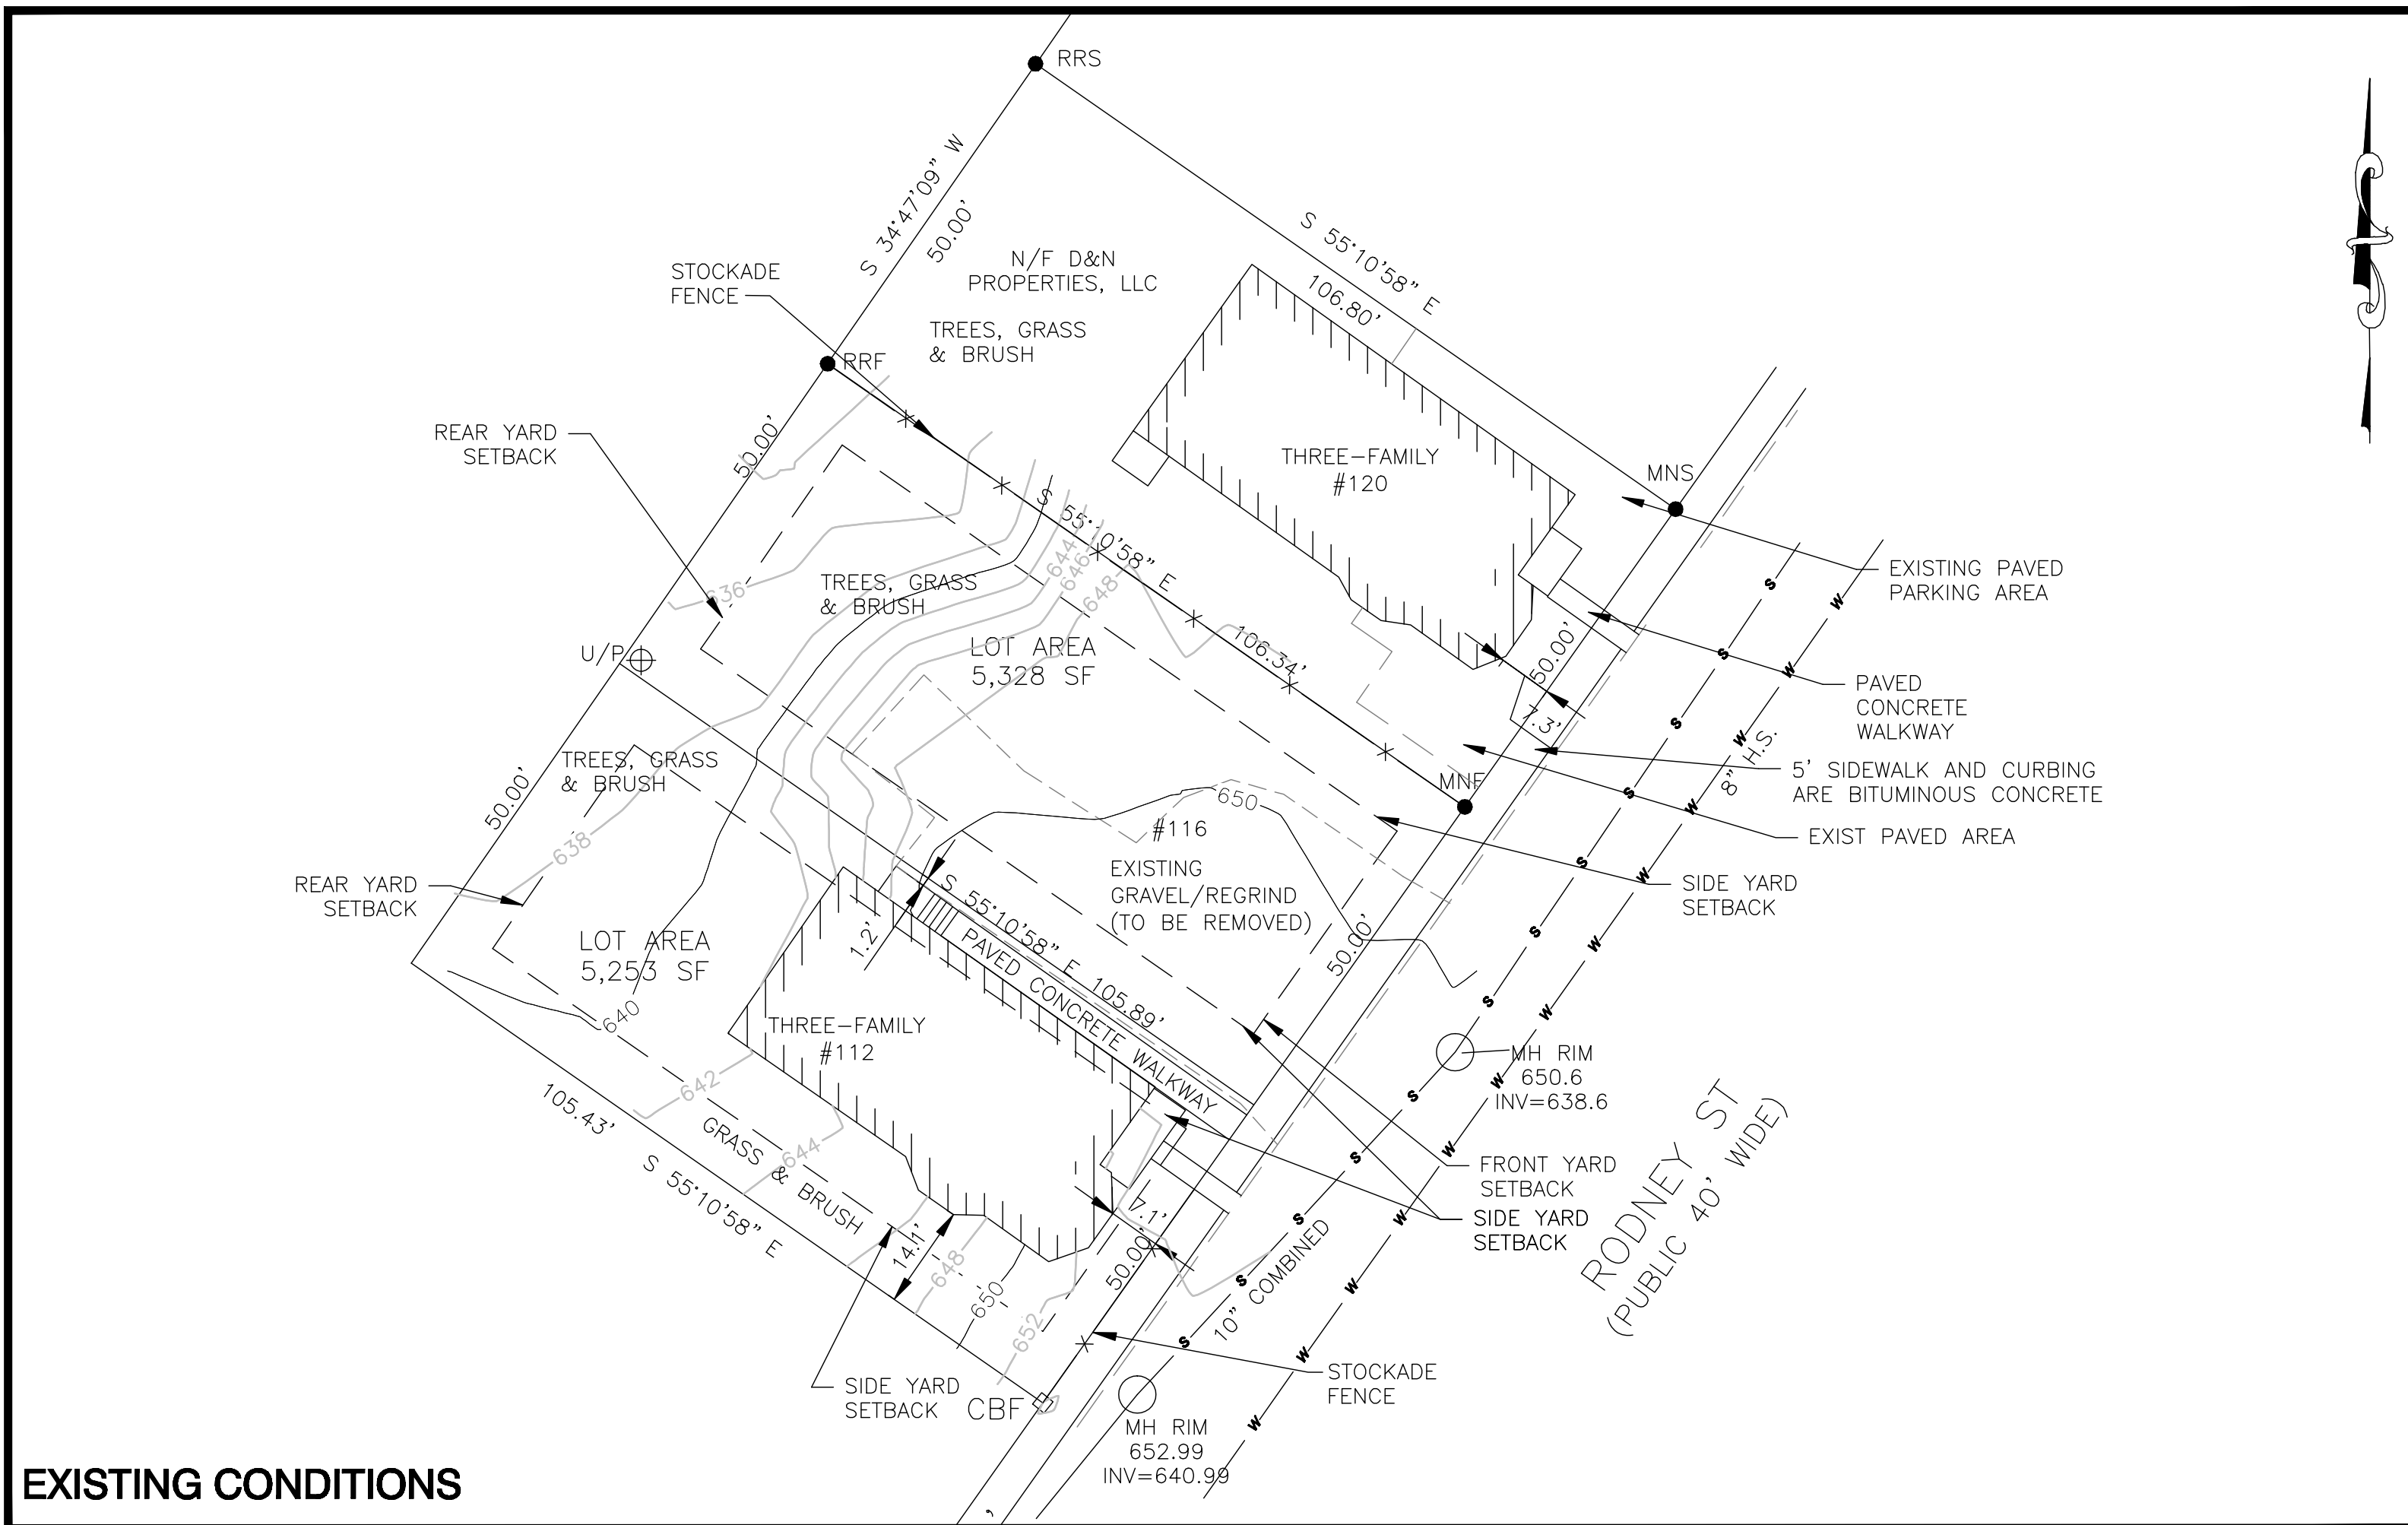 RRS
S 34°47'09" W
50.00'
S 55°10'58" E
106.80'
N/F D&N
PROPERTIES, LLC
STOCKADE
FENCE
TREES, GRASS
& BRUSH
RRF
REAR YARD
SETBACK
50.00'
THREE-FAMILY
#120
MNS
EXISTING PAVED
PARKING AREA
S 55°10'58" E
106.34'
644
646
648
636
TREES, GRASS
& BRUSH
LOT AREA
5,328 SF
U/P
50.00'
7.3'
PAVED
CONCRETE
WALKWAY
8" H.S.
5' SIDEWALK AND CURBING
ARE BITUMINOUS CONCRETE
MNF
EXIST PAVED AREA
TREES, GRASS
& BRUSH
50.00'
638
650
#116
EXISTING
GRAVEL/REGRIND
(TO BE REMOVED)
SIDE YARD
SETBACK
REAR YARD
SETBACK
LOT AREA
5,253 SF
1.2'
S 55°10'58" E 105.89'
PAVED CONCRETE WALKWAY
50.00'
640
THREE-FAMILY
#112
MH RIM
650.6
INV=638.6
642
105.43'
S 55°10'58" E
GRASS & BRUSH
644
FRONT YARD
SETBACK
SIDE YARD
SETBACK
RODNEY ST
(PUBLIC 40' WIDE)
14.1'
7.1'
50.00'
648
650
652
10" COMBINED
STOCKADE
FENCE
SIDE YARD
SETBACK
CBF
MH RIM
652.99
INV=640.99
S S S S S S S S S S S S S
W W W W W W W W W W W W W
EXISTING CONDITIONS